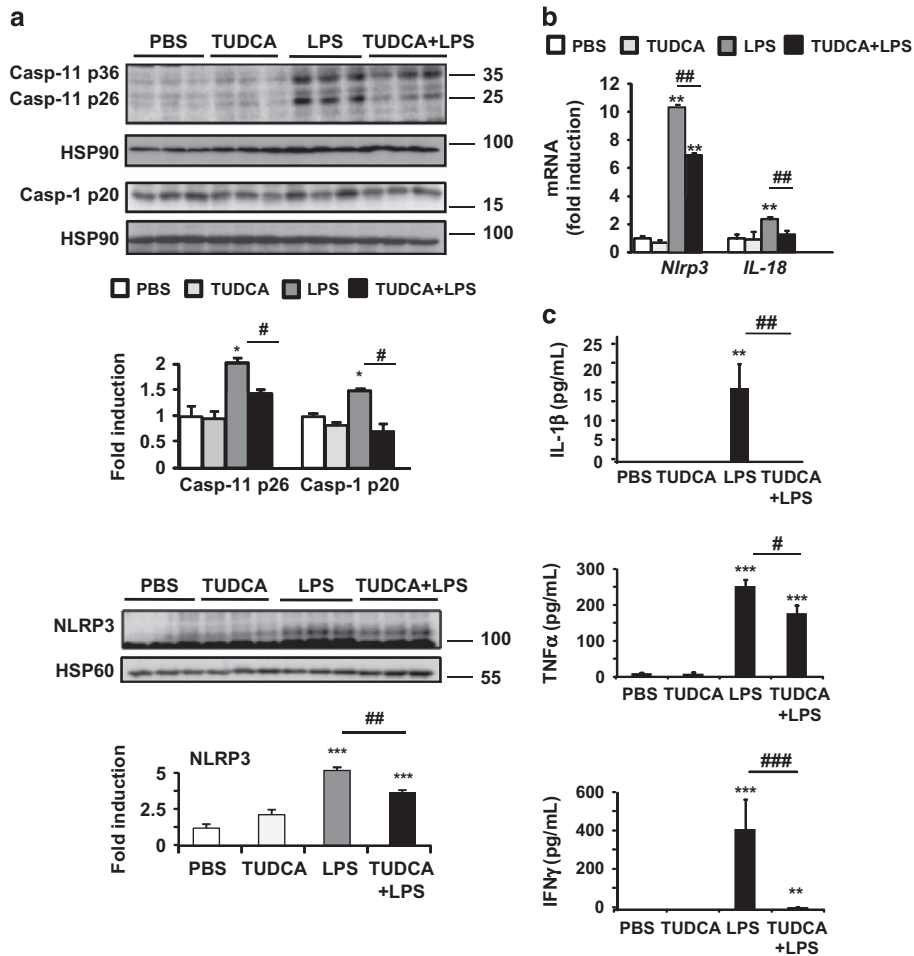 a
PBS TUDCA LPS TUDCA+LPS
Casp-11 p36
35
Casp-11 p26
25
HSP90
100
Casp-1 p20
15
HSP90
100
PBS TUDCA LPS TUDCA+LPS
Fold induction
2
1
1
0.5
0
*
#
*
#
Casp-11 p26 Casp-1 p20
PBS TUDCA LPS TUDCA+LPS
NLRP3
100
HSP60
55
NLRP3
Fold induction
5
2.5
0
***
##
***
PBS TUDCA LPS TUDCA
+LPS
b
PBS TUDCA LPS TUDCA+LPS
mRNA
(fold induction)
12
10
8
6
4
2
0
**
##
**
**
##
Nlrp3 IL-18
c
IL-1β (pg/mL)
25
20
15
10
5
0
**
##
PBS TUDCA LPS TUDCA
+LPS
TNFα (pg/mL)
300
200
100
0
***
#
***
PBS TUDCA LPS TUDCA
+LPS
IFNγ (pg/mL)
600
400
200
0
***
###
**
PBS TUDCA LPS TUDCA
+LPS